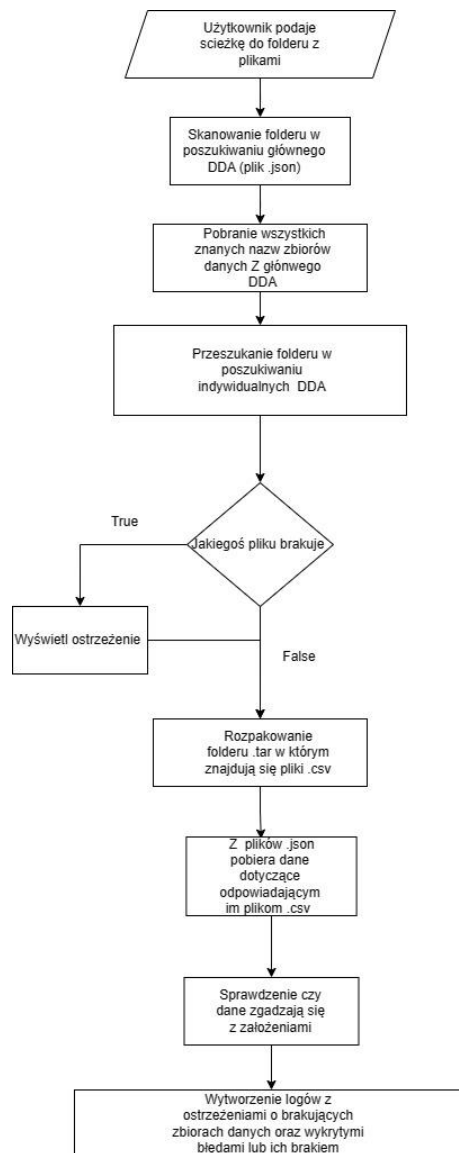 Użytkownik podaje
scieżkę do folderu z
plikami
Skanowanie folderu w
poszukiwaniu głównego
DDA (plik .json)
Pobranie wszystkich
znanych nazw zbiorów
danych Z głónwego
DDA
Przeszukanie folderu w
poszukiwaniu
indywidualnych DDA
Jakiegoś pliku brakuje
True
Wyświetl ostrzeżenie
False
Rozpakowanie
folderu .tar w którym
znajdują się pliki .csv
Z plików .json
pobiera dane
dotyczące
odpowiadającym
im plikom .csv
Sprawdzenie czy
dane zgadzają się
z założeniami
Wytworzenie logów z
ostrzeżeniami o brakujących
zbiorach danych oraz wykrytymi
błedami lub ich brakiem